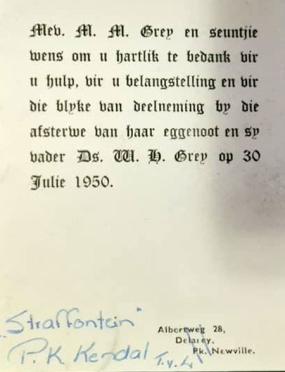 Mev. M. M. Grey en seuntjie
wens om u hartlik te bedank vir
u hulp, vir u belangstelling en vir
die blyke van deelneming by die
afsterwe van haar eggenoot en sy
vader Ds. W. H. Grey op 30
Julie 1950.
Albertweg 28,
Delarey,
Pk. Newville.
"Straffontein"
P.K Kendal T.v.L.